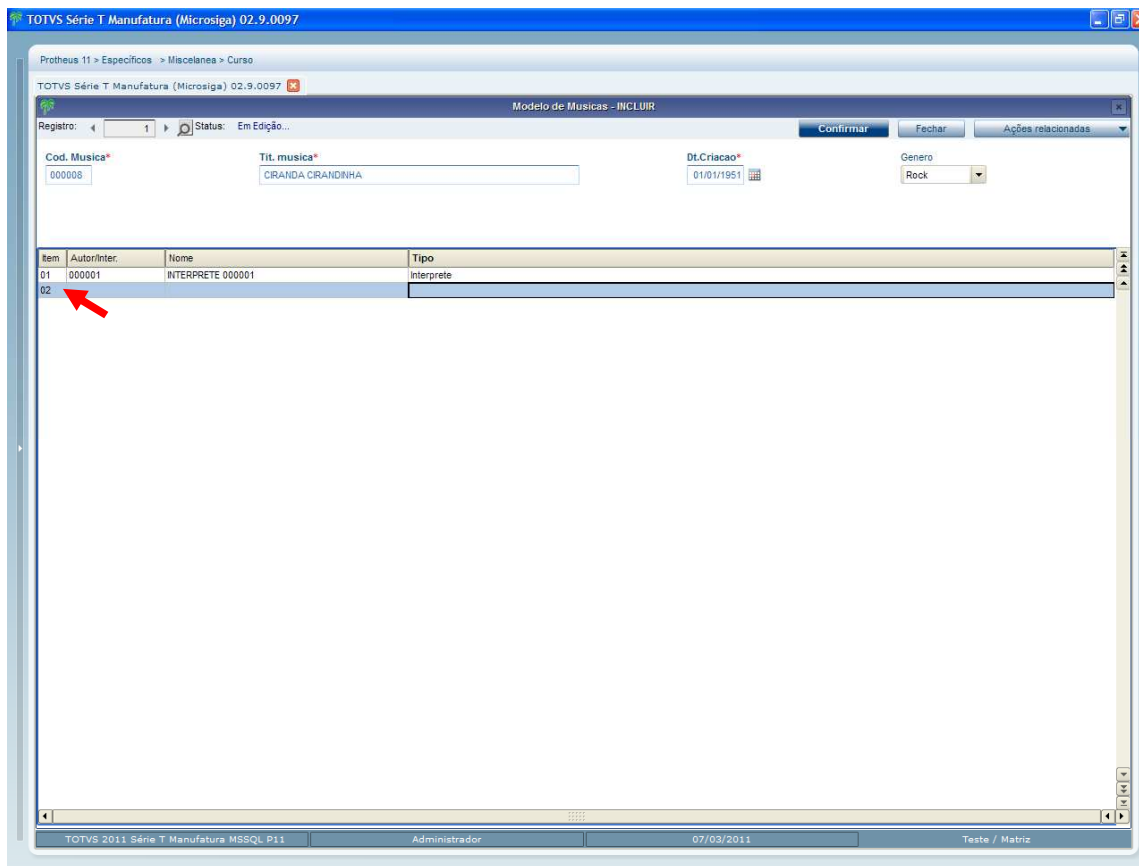 TOTVS Série T Manufatura (Microsiga) 02.9.0097
Protheus 11 > Específicos > Miscelanea > Curso
TOTVS Série T Manufatura (Microsiga) 02.9.0097
Modelo de Musicas - INCLUIR
Registro: 1 Status: Em Edição... Confirmar Fechar Ações relacionadas
Cod. Musica* Tit. musica* Dt.Criacao* Genero
000008 CIRANDA CIRANDINHA 01/01/1951 Rock
Item Autor/Inter. Nome Tipo
01 000001 INTERPRETE 000001 Interprete
02
TOTVS 2011 Série T Manufatura MSSQL P11 Administrador 07/03/2011 Teste / Matriz